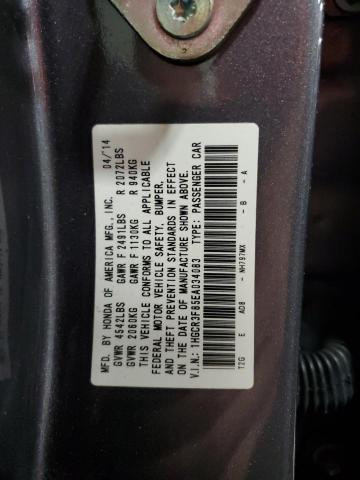 MFD. BY HONDA OF AMERICA MFG., INC. 04/'14
GVWR 4542LBS GAWR F 2491LBS R 2072LBS
GVWR 2060KG GAWR F 1130KG R 940KG
THIS VEHICLE CONFORMS TO ALL APPLICABLE
FEDERAL MOTOR VEHICLE SAFETY, BUMPER,
AND THEFT PREVENTION STANDARDS IN EFFECT
ON THE DATE OF MANUFACTURE SHOWN ABOVE.
V.I.N.: 1HGCR3F85EA034083 TYPE: PASSENGER CAR
T2G E AD8 - NH797MX - B - A